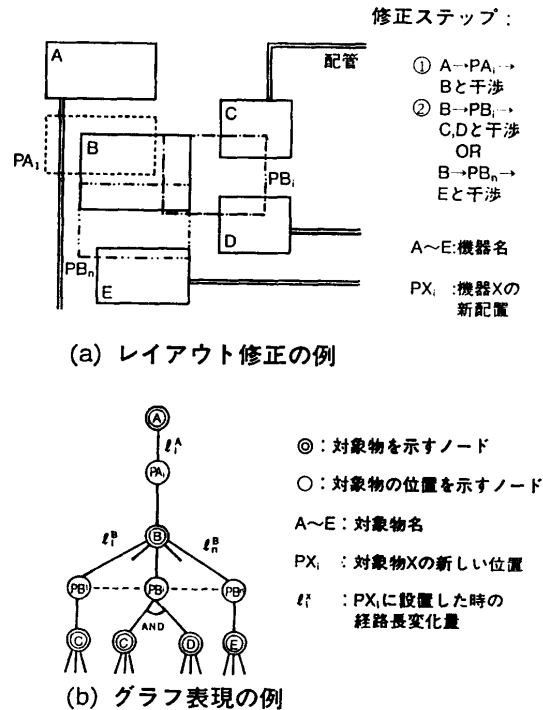 修正ステップ:
① A→PAᵢ→
Bと干渉
② B→PBᵢ→
C,Dと干渉
OR
B→PBₙ→
Eと干渉
A~E:機器名
PXᵢ :機器Xの
新配置
配管
A
PA₁
B
C
PBᵢ
D
PBₙ
E
(a) レイアウト修正の例
A
ℓᵢᴬ
PAᵢ
B
ℓ₁ᴮ
ℓₙᴮ
PB¹
PBᵢ
PBⁿ
AND
C
C
D
E
◎:対象物を示すノード
○:対象物の位置を示すノード
A~E:対象物名
PXᵢ :対象物Xの新しい位置
ℓᵢˣ :PXᵢに設置した時の
経路長変化量
(b) グラフ表現の例